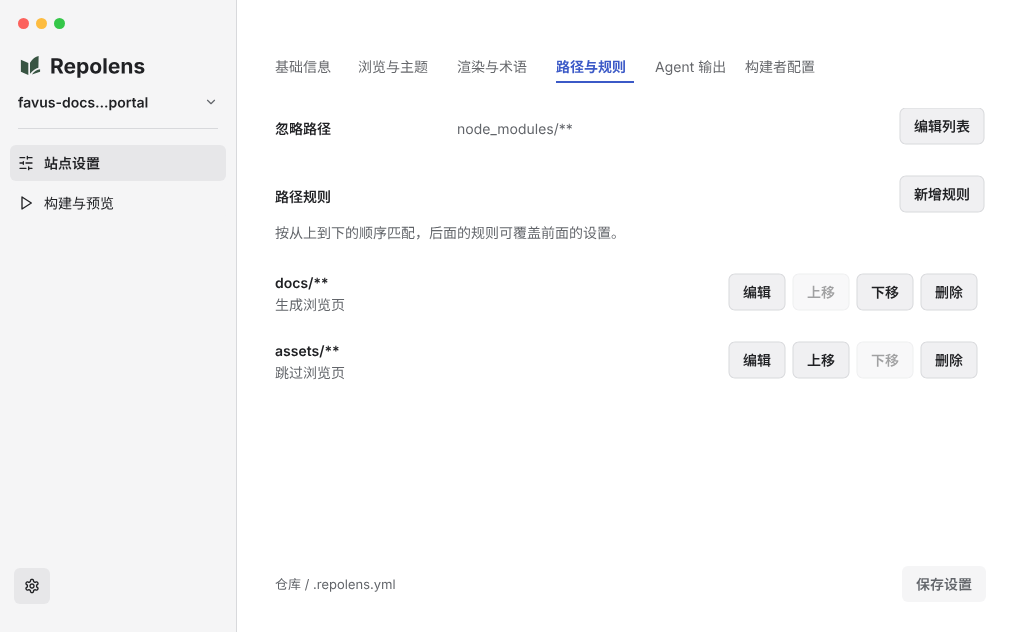 Repolens
favus-docs...portal
站点设置
构建与预览
基础信息 浏览与主题 渲染与术语 路径与规则 Agent 输出 构建者配置
忽略路径 node_modules/** 编辑列表
路径规则 新增规则
按从上到下的顺序匹配，后面的规则可覆盖前面的设置。
docs/**
生成浏览页
编辑 上移 下移 删除
assets/**
跳过浏览页
编辑 上移 下移 删除
仓库 / .repolens.yml 保存设置